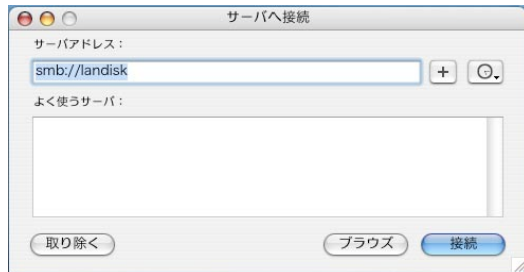 サーバへ接続
サーバアドレス：
smb://landisk
よく使うサーバ：
取り除く
ブラウズ
接続